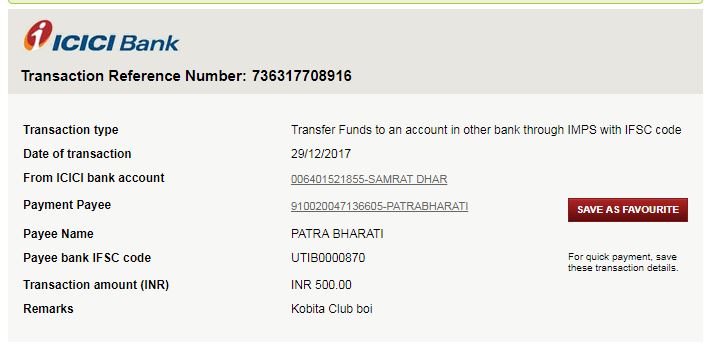 ICICI Bank
Transaction Reference Number: 736317708916
Transaction type Transfer Funds to an account in other bank through IMPS with IFSC code
Date of transaction 29/12/2017
From ICICI bank account 006401521855-SAMRAT DHAR
Payment Payee 910020047136605-PATRABHARATI SAVE AS FAVOURITE
Payee Name PATRA BHARATI
Payee bank IFSC code UTIB0000870 For quick payment, save
these transaction details.
Transaction amount (INR) INR 500.00
Remarks Kobita Club boi